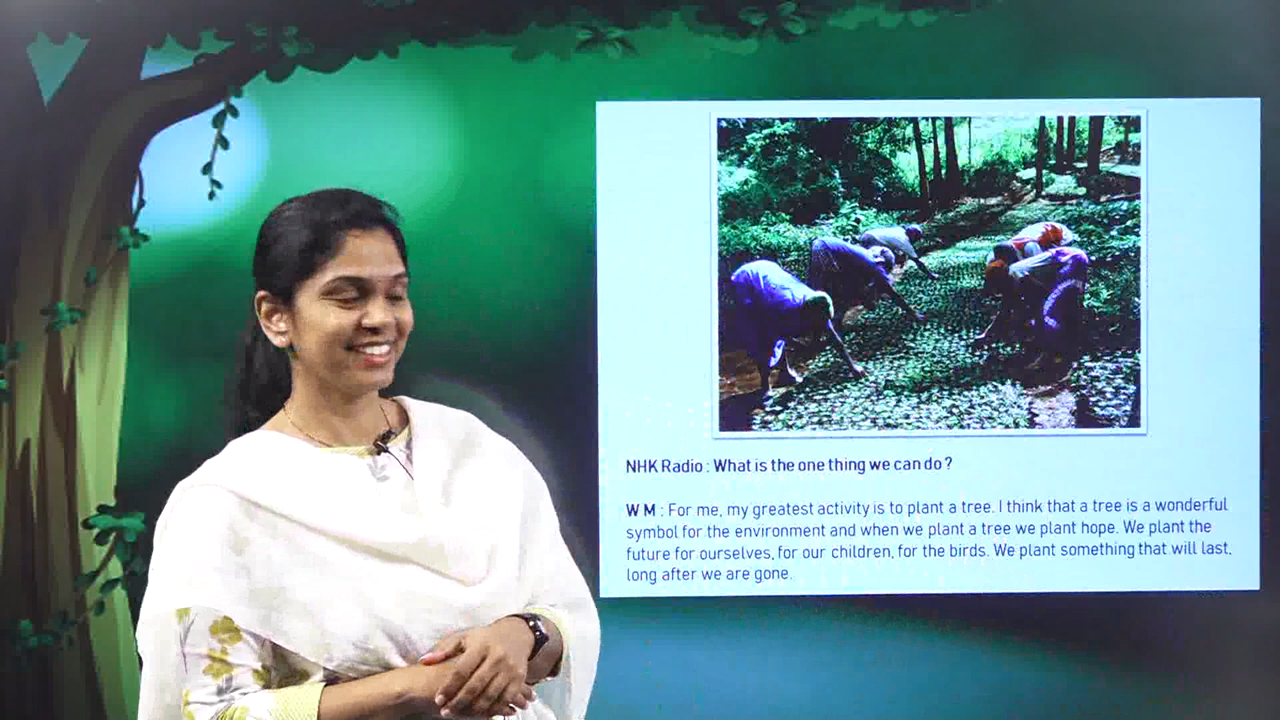 NHK Radio : What is the one thing we can do ?
W M : For me, my greatest activity is to plant a tree. I think that a tree is a wonderful
symbol for the environment and when we plant a tree we plant hope. We plant the
future for ourselves, for our children, for the birds. We plant something that will last,
long after we are gone.